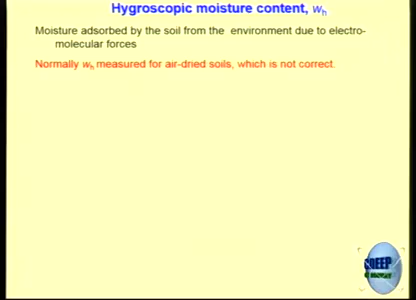 Hygroscopic moisture content, wh
Moisture adsorbed by the soil from the environment due to electro-
molecular forces
Normally wh measured for air-dried soils, which is not correct.